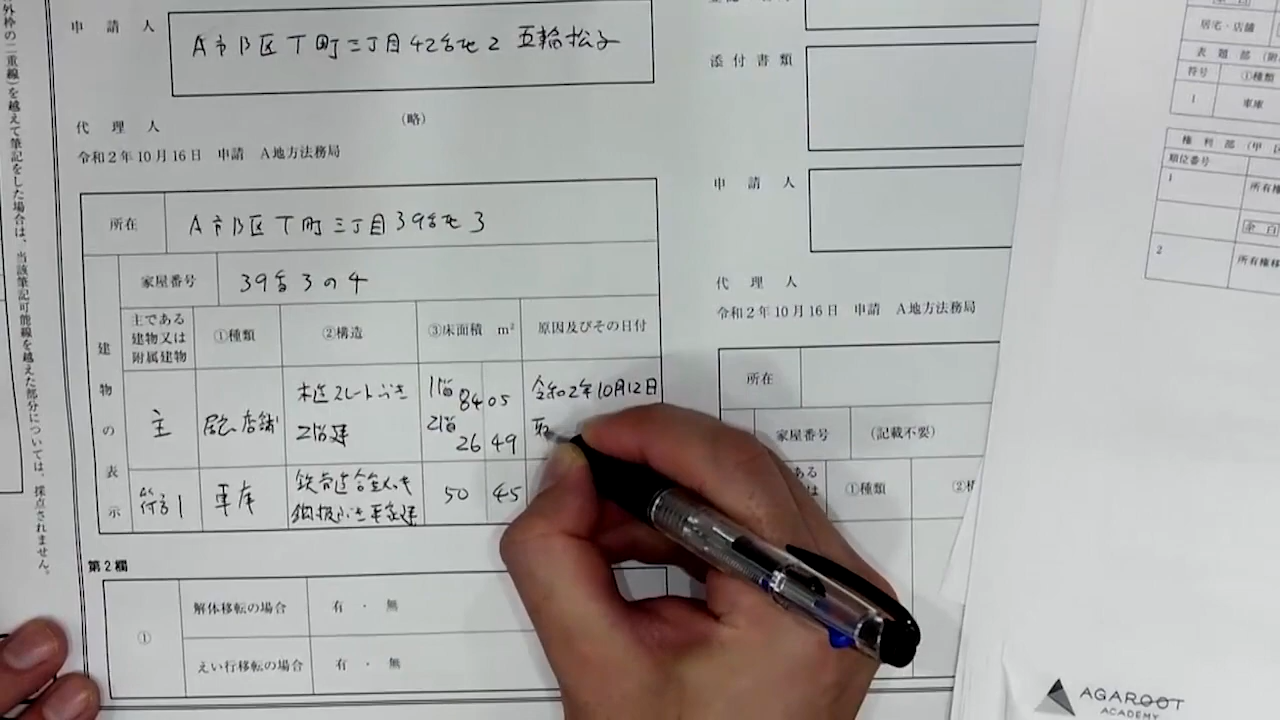 外枠の二重線)を越えて筆記をした場合は、当該筆記可能線を越えた部分については、採点されません。
申請人
A市B区T町三丁目42番地2 五輪松子
代理人
(略)
令和2年10月16日 申請 A地方法務局
所在
A市B区T町三丁目39番地3
建物の表示
家屋番号
39番3の4
主である建物又は附属建物
①種類
②構造
③床面積 m²
原因及びその日付
主
居宅・店舗
木造スレートぶき
2階建
1階 84 05
2階 26 49
令和2年10月12日
取
符号1
車庫
鉄骨造合金メッキ
鋼板ぶき平家建
50 45
第2欄
①
解体移転の場合
有・無
えい行移転の場合
有・無
添付書類
申請人
代理人
令和2年10月16日 申請 A地方法務局
所在
家屋番号
(記載不要)
①種類
居宅・店舗
表題部
符号
①種類
1
車庫
権利部(甲区
順位番号
1
所有権
余白
2
所有権移
AGAROOT
ACADEMY